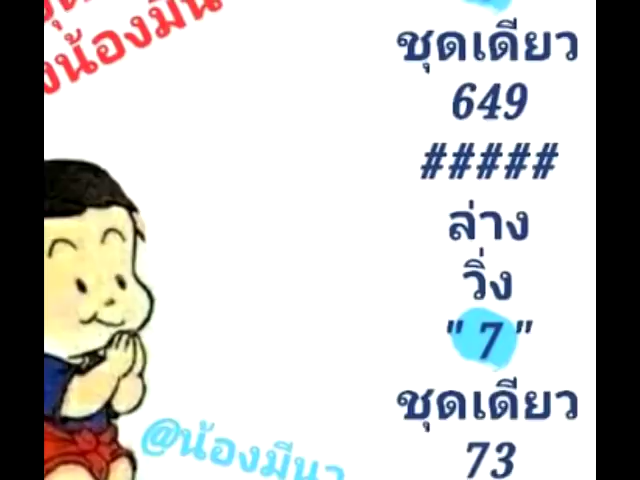 ชุดเดียว
649
#####
ล่าง
วิ่ง
" 7 "
ชุดเดียว
73
@น้องมีนา